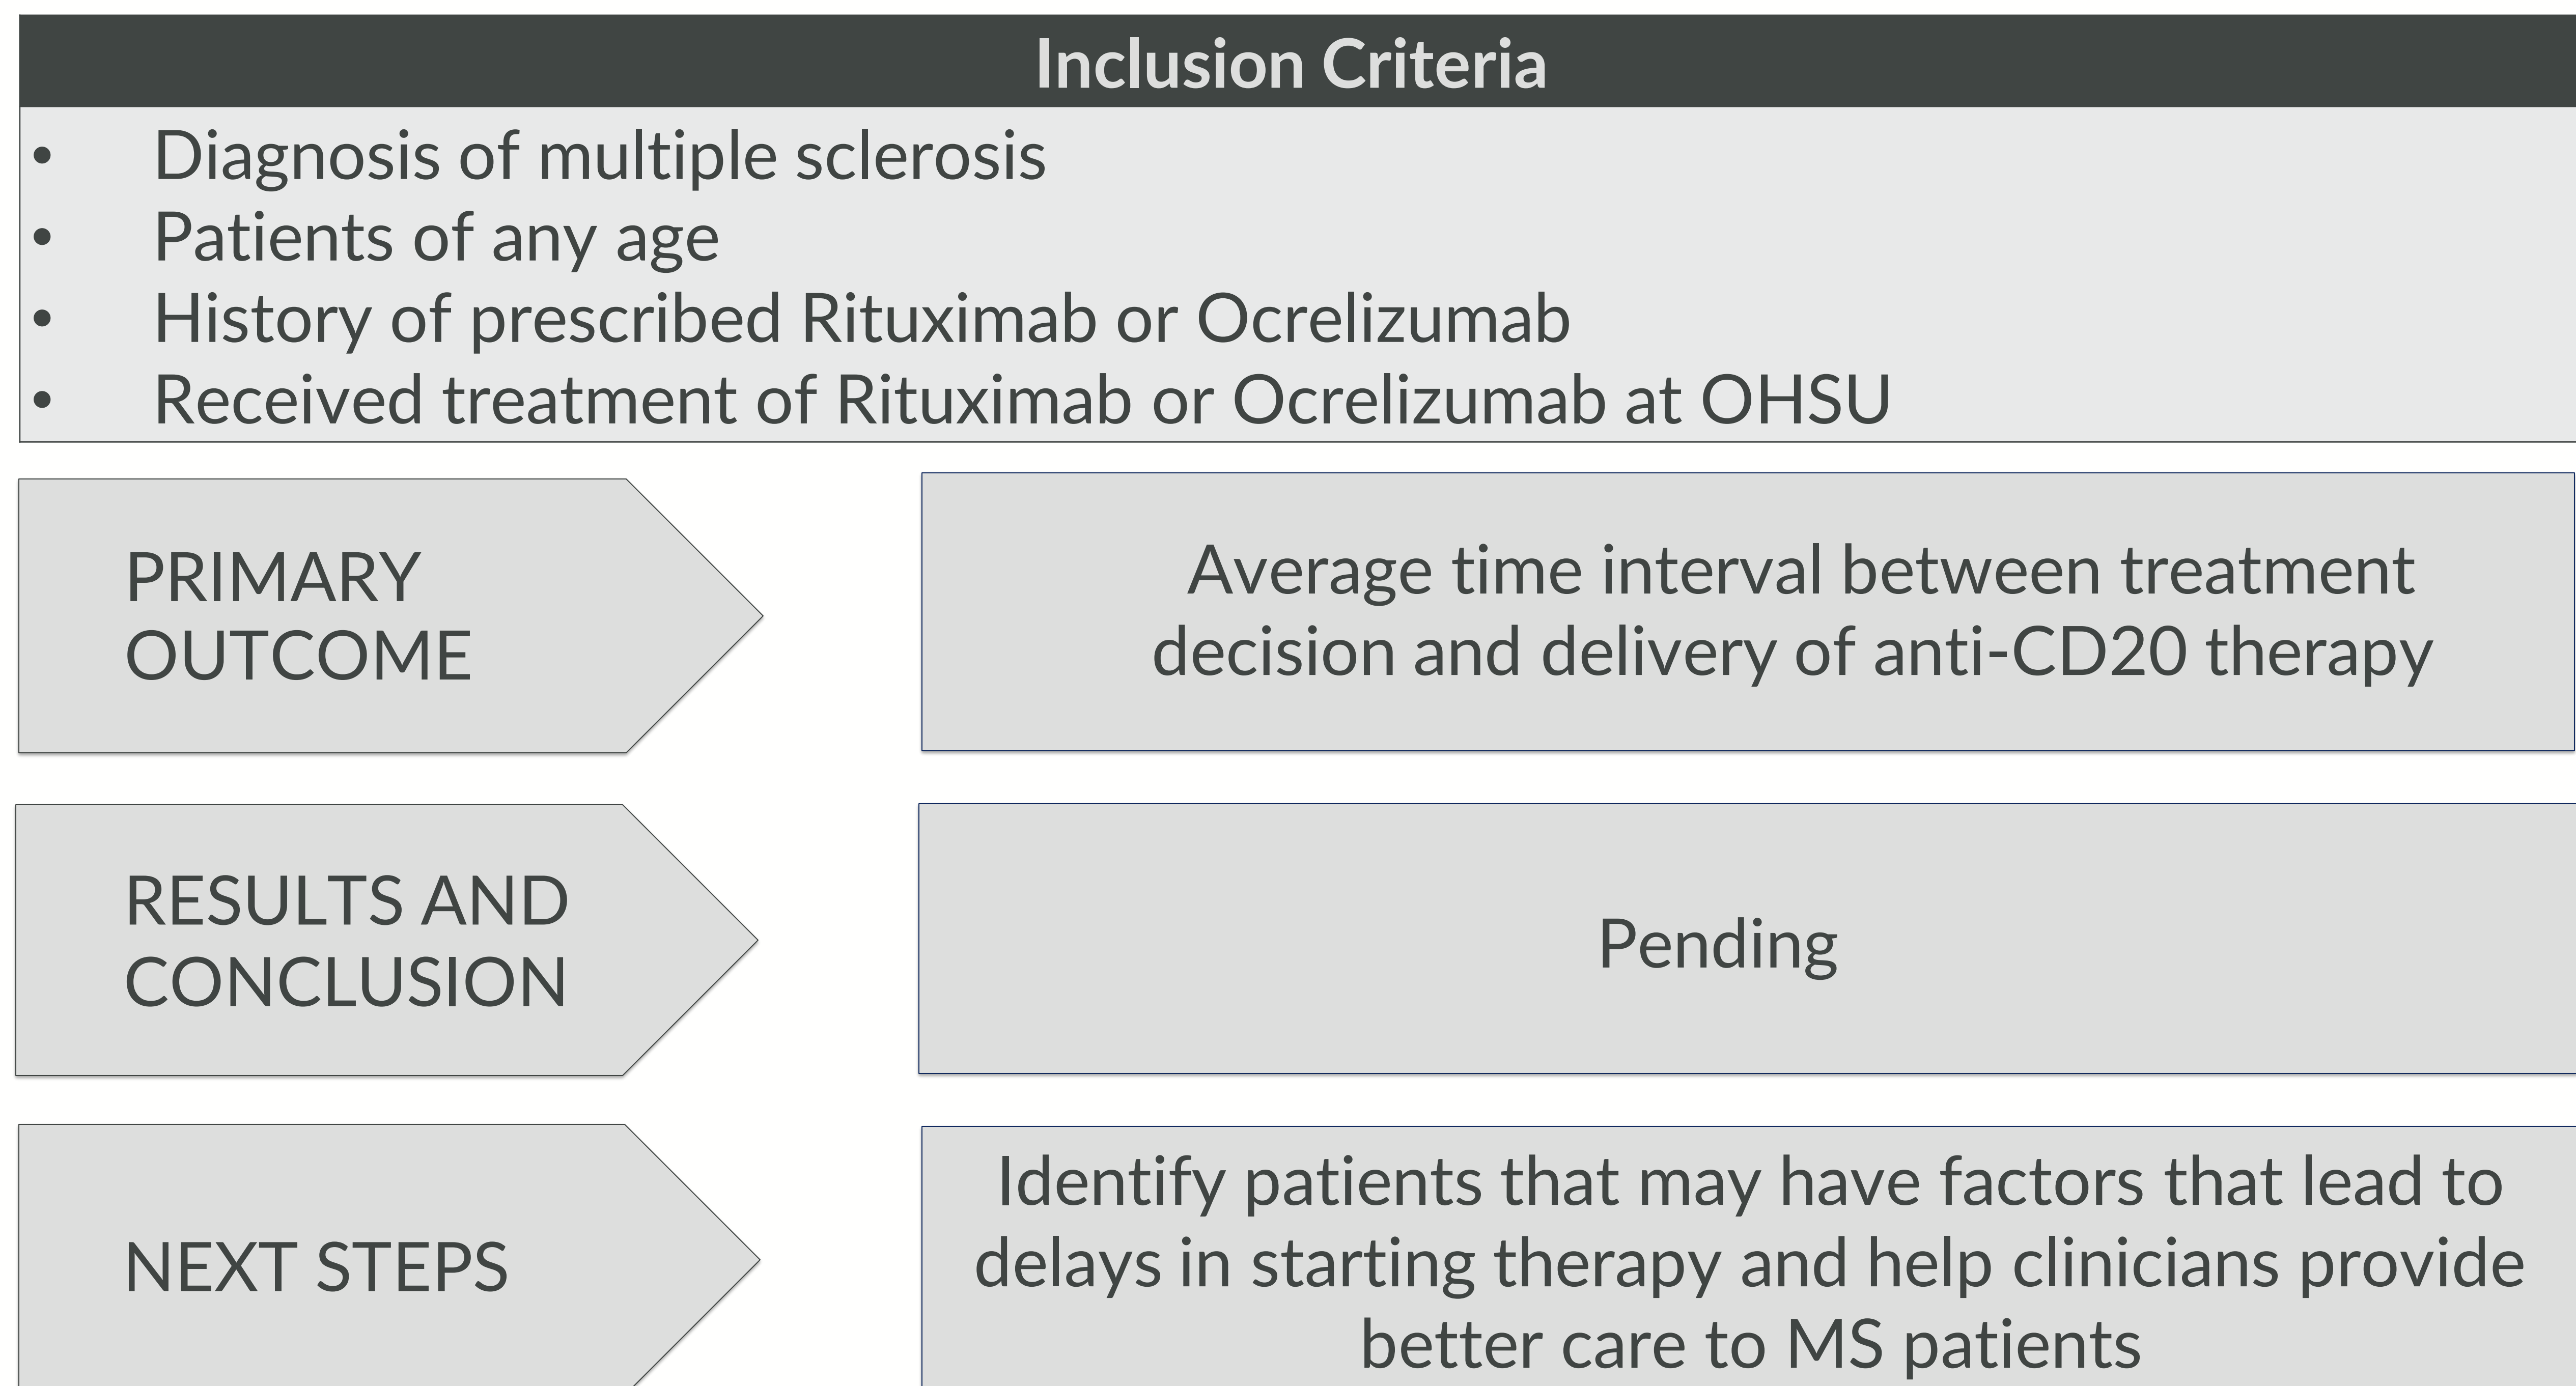 Inclusion Criteria
• Diagnosis of multiple sclerosis
• Patients of any age
• History of prescribed Rituximab or Ocrelizumab
• Received treatment of Rituximab or Ocrelizumab at OHSU
PRIMARY
OUTCOME
Average time interval between treatment
decision and delivery of anti-CD20 therapy
RESULTS AND
CONCLUSION
Pending
NEXT STEPS
Identify patients that may have factors that lead to
delays in starting therapy and help clinicians provide
better care to MS patients